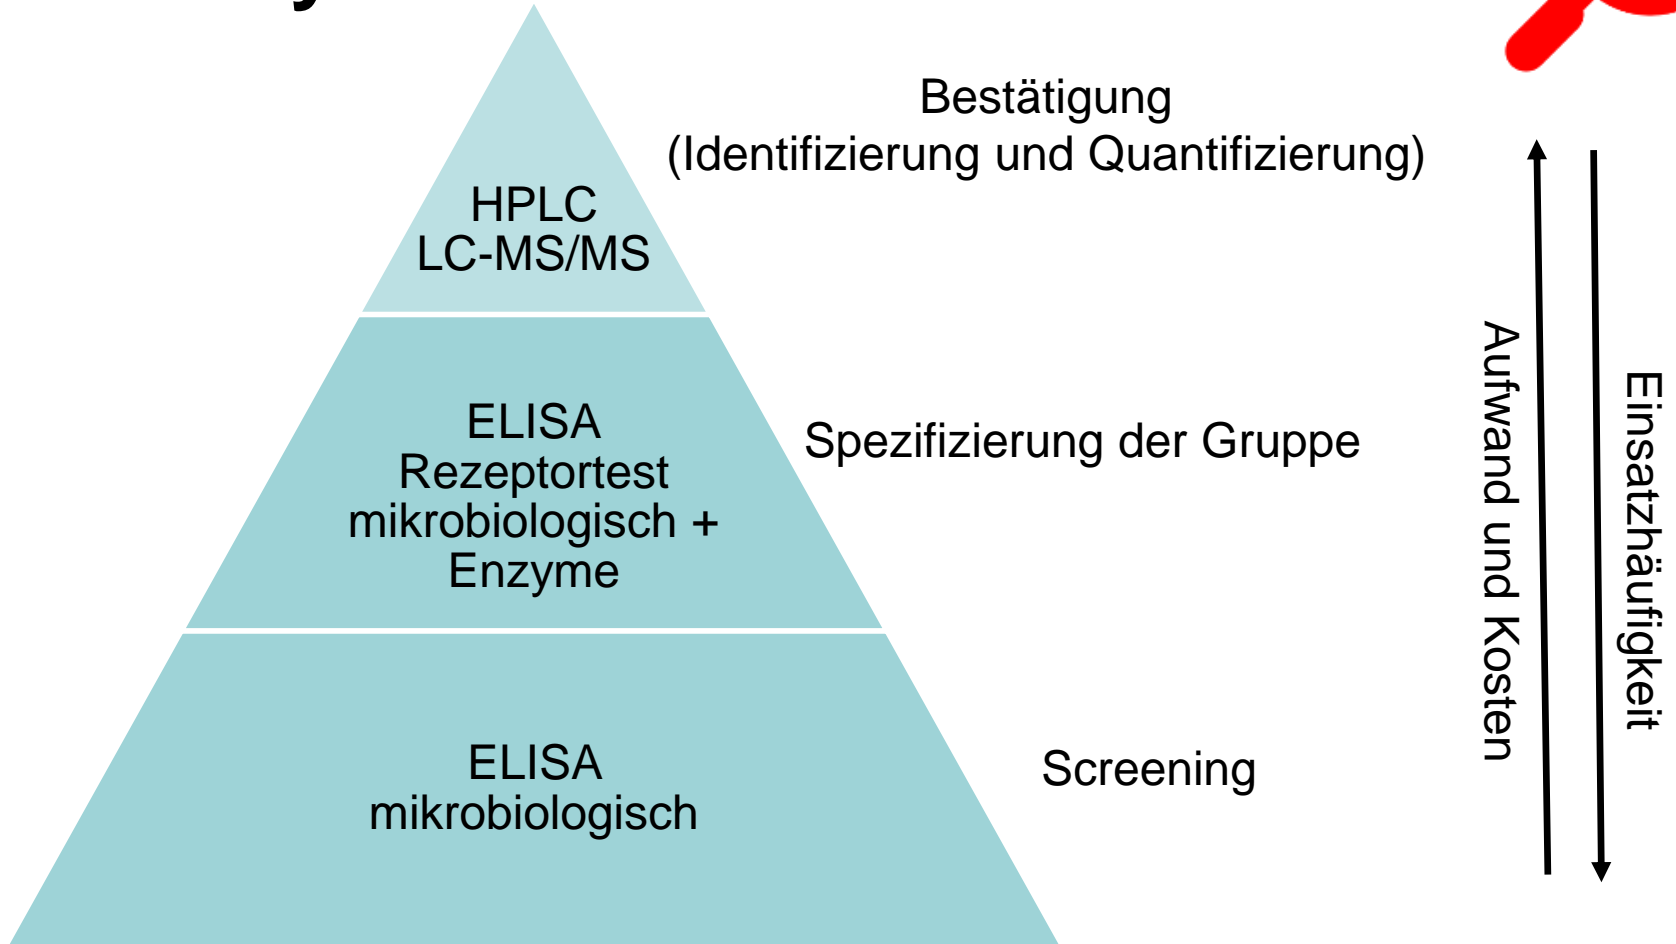 Bestätigung
(Identifizierung und Quantifizierung)
HPLC
LC-MS/MS
ELISA
Rezeptortest
mikrobiologisch +
Enzyme
Spezifizierung der Gruppe
ELISA
mikrobiologisch
Screening
Aufwand und Kosten
Einsatzhäufigkeit